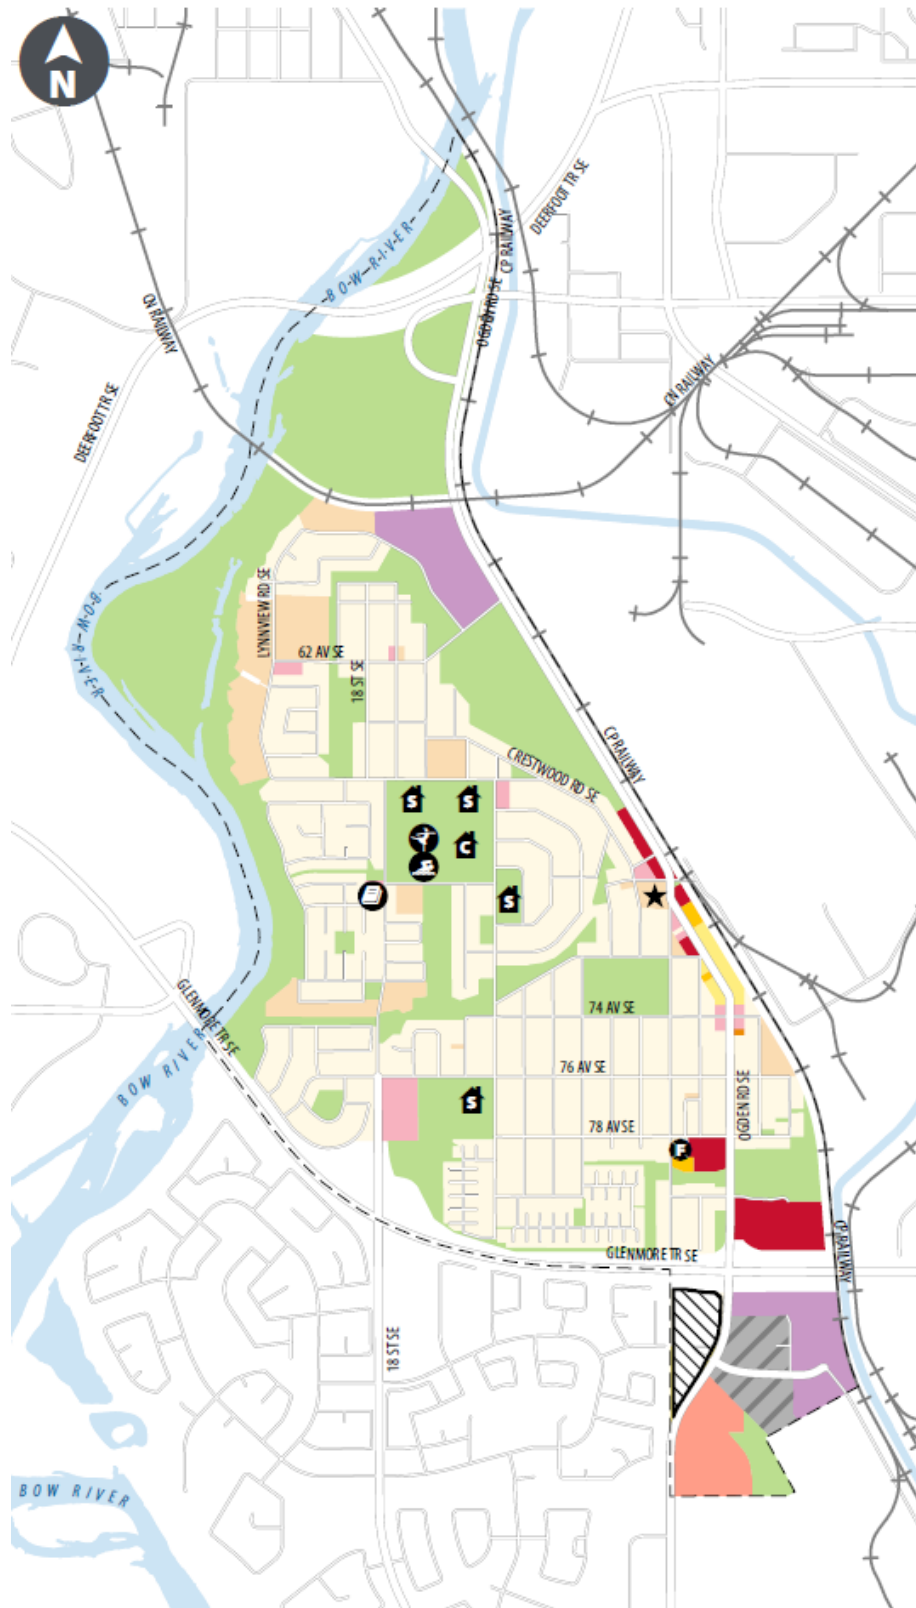 N
DEERFOOT TR SE
CP RAILWAY
OGDEN RD SE
BOW RIVER
CN RAILWAY
CN RAILWAY
DEERFOOT TR SE
LYNNVIEW RD SE
62 AV SE
18 ST SE
BOW RIVER
CP RAILWAY
CRESTWOOD RD SE
S
S
C
S
GLENMORE TR SE
74 AV SE
BOW RIVER
76 AV SE
OGDEN RD SE
S
78 AV SE
F
GLENMORE TR SE
CP RAILWAY
18 ST SE
BOW RIVER